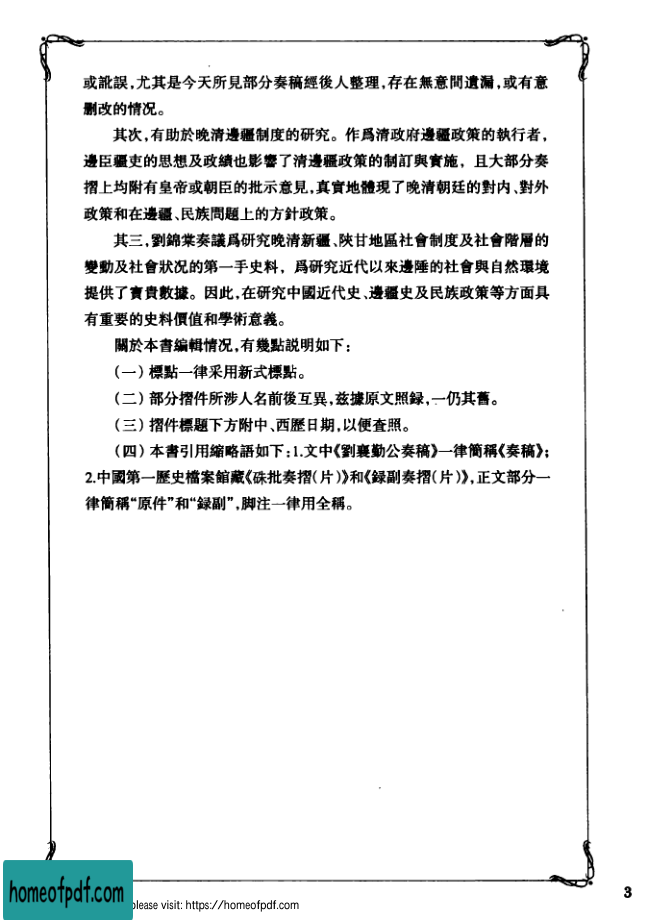 或訛誤，尤其是今天所見部分奏稿經後人整理，存在無意間遺漏，或有意
删改的情况。
其次，有助於晚清邊疆制度的研究。作爲清政府邊疆政策的執行者，
邊臣疆吏的思想及政績也影響了清邊疆政策的制訂與實施，且大部分奏
摺上均附有皇帝或朝臣的批示意見，真實地體現了晚清朝廷的對内、對外
政策和在邊疆、民族問題上的方針政策。
其三，劉錦棠奏議爲研究晚清新疆、陝甘地區社會制度及社會階層的
變動及社會狀况的第一手史料，爲研究近代以來邊陲的社會與自然環境
提供了寶貴數據。因此，在研究中國近代史、邊疆史及民族政策等方面具
有重要的史料價值和學術意義。
關於本書編輯情况，有幾點説明如下：
（一）標點一律采用新式標點。
（二）部分摺件所涉人名前後互異，兹據原文照録，一仍其舊。
（三）摺件標題下方附中、西歷日期，以便查照。
（四）本書引用縮略語如下：1.文中《劉襄勤公奏稿》一律簡稱《奏稿》；
2.中國第一歷史檔案館藏《硃批奏摺（片）》和《録副奏摺（片）》，正文部分一
律簡稱“原件”和“録副”，脚注一律用全稱。
3
homeofpdf.com
please visit: https://homeofpdf.com